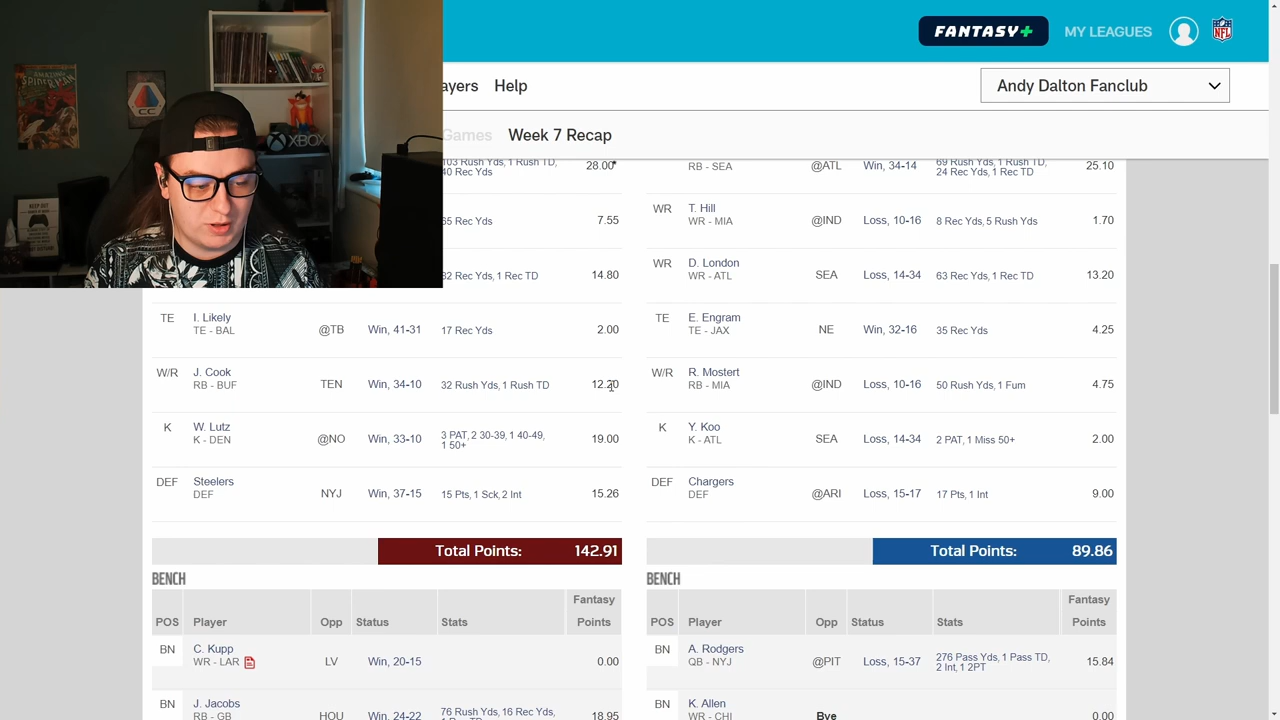 FANTASY+
MY LEAGUES
NFL
AMAZING
SPIDER-MAN
CC
XBOX
KEEP
OUT
ayers Help
Andy Dalton Fanclub
Games Week 7 Recap
103 Rush Yds, 1 Rush TD,
40 Rec Yds
28.00*
RB - SEA
@ATL
Win, 34-14
69 Rush Yds, 1 Rush TD,
24 Rec Yds, 1 Rec TD
25.10
65 Rec Yds
7.55
WR
T. Hill
WR - MIA
@IND
Loss, 10-16
8 Rec Yds, 5 Rush Yds
1.70
82 Rec Yds, 1 Rec TD
14.80
WR
D. London
WR - ATL
SEA
Loss, 14-34
63 Rec Yds, 1 Rec TD
13.20
TE
I. Likely
TE - BAL
@TB
Win, 41-31
17 Rec Yds
2.00
TE
E. Engram
TE - JAX
NE
Win, 32-16
35 Rec Yds
4.25
W/R
J. Cook
RB - BUF
TEN
Win, 34-10
32 Rush Yds, 1 Rush TD
12.20
W/R
R. Mostert
RB - MIA
@IND
Loss, 10-16
50 Rush Yds, 1 Fum
4.75
K
W. Lutz
K - DEN
@NO
Win, 33-10
3 PAT, 2 30-39, 1 40-49,
1 50+
19.00
K
Y. Koo
K - ATL
SEA
Loss, 14-34
2 PAT, 1 Miss 50+
2.00
DEF
Steelers
DEF
NYJ
Win, 37-15
15 Pts, 1 Sck, 2 Int
15.26
DEF
Chargers
DEF
@ARI
Loss, 15-17
17 Pts, 1 Int
9.00
Total Points: 142.91
Total Points: 89.86
BENCH
BENCH
POS Player Opp Status Stats Fantasy
Points
POS Player Opp Status Stats Fantasy
Points
BN
C. Kupp
WR - LAR
LV
Win, 20-15
0.00
BN
A. Rodgers
QB - NYJ
@PIT
Loss, 15-37
276 Pass Yds, 1 Pass TD,
2 Int, 1 2PT
15.84
BN
J. Jacobs
RB - GB
HOU
Win, 24-22
76 Rush Yds, 16 Rec Yds,
18.95
BN
K. Allen
WR - CHI
Bye
0.00